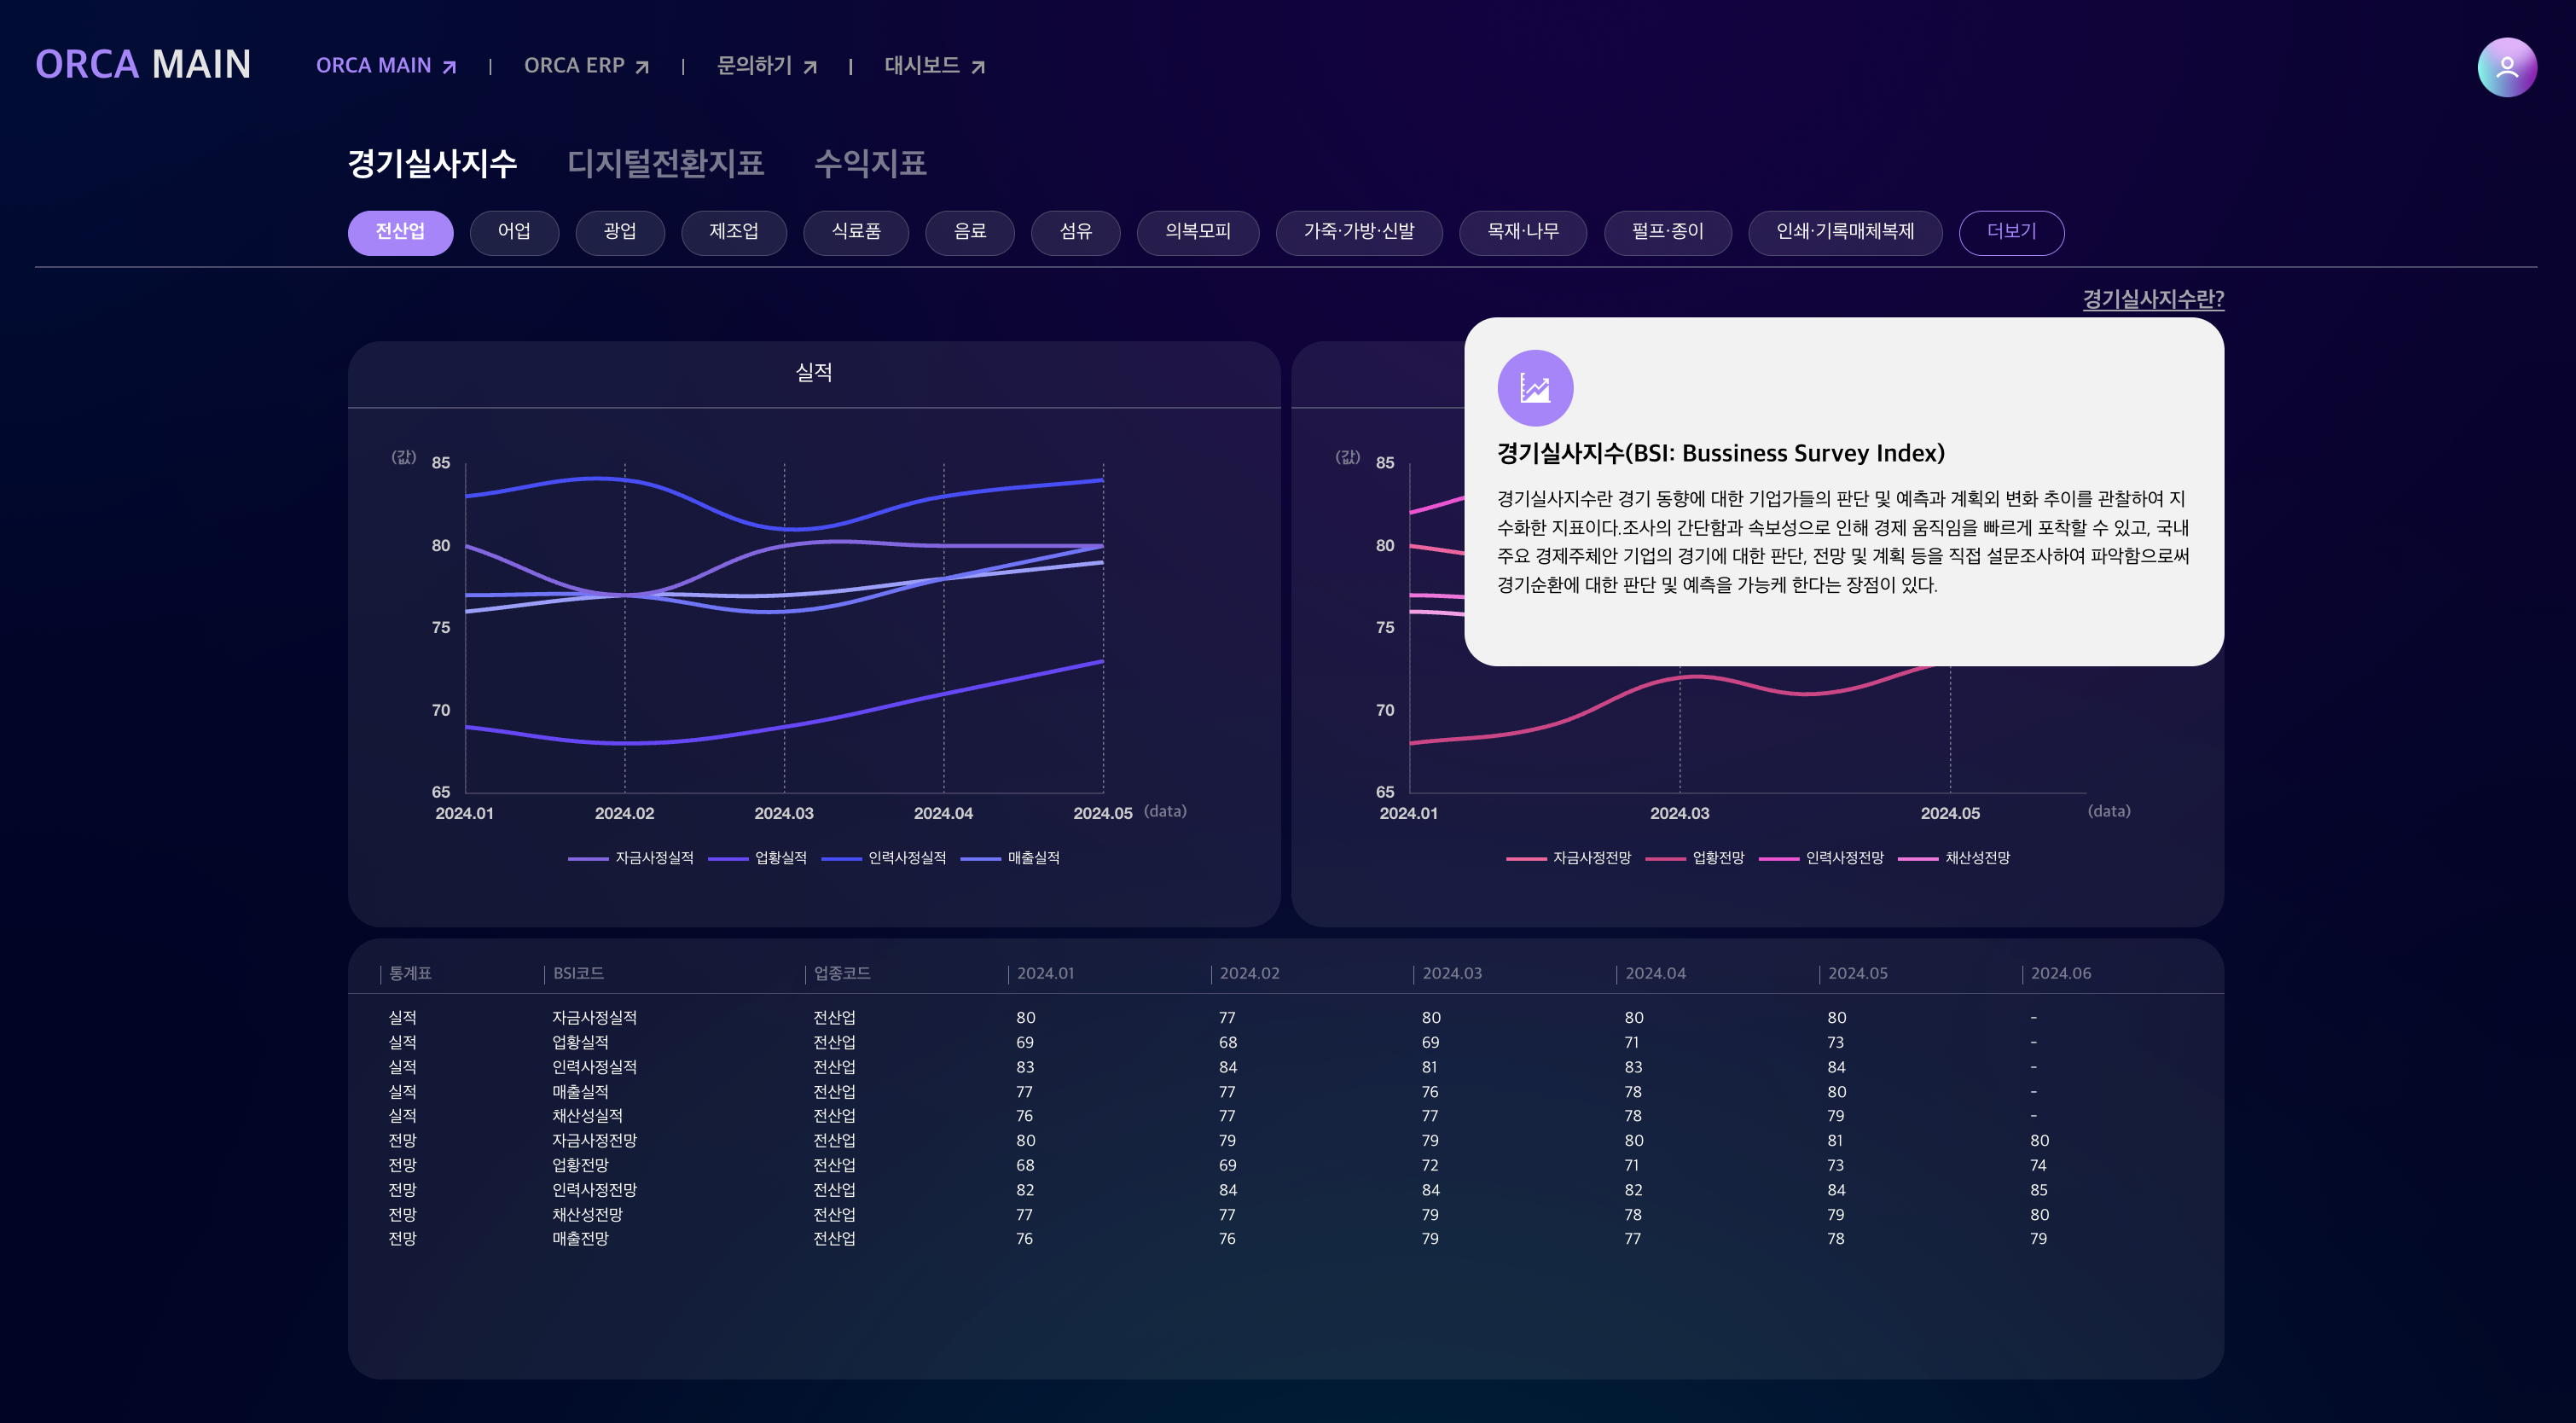 ORCA MAIN
ORCA MAIN | ORCA ERP | 문의하기 | 대시보드
경기실사지수 디지털전환지표 수익지표
전산업 어업 광업 제조업 식료품 음료 섬유 의복모피 가죽·가방·신발 목재·나무 펄프·종이 인쇄·기록매체복제 더보기
경기실사지수란?
실적
(값)
85
80
75
70
65
2024.01 2024.02 2024.03 2024.04 2024.05 (data)
자금사정실적 업황실적 인력사정실적 매출실적
(값)
85
80
75
70
65
2024.01 2024.03 2024.05 (data)
자금사정전망 업황전망 인력사정전망 채산성전망
경기실사지수(BSI: Bussiness Survey Index)
경기실사지수란 경기 동향에 대한 기업가들의 판단 및 예측과 계획외 변화 추이를 관찰하여 지
수화한 지표이다.조사의 간단함과 속보성으로 인해 경제 움직임을 빠르게 포착할 수 있고, 국내
주요 경제주체안 기업의 경기에 대한 판단, 전망 및 계획 등을 직접 설문조사하여 파악함으로써
경기순환에 대한 판단 및 예측을 가능케 한다는 장점이 있다.
통계표 BSI코드 업종코드 2024.01 2024.02 2024.03 2024.04 2024.05 2024.06
실적 자금사정실적 전산업 80 77 80 80 80 -
실적 업황실적 전산업 69 68 69 71 73 -
실적 인력사정실적 전산업 83 84 81 83 84 -
실적 매출실적 전산업 77 77 76 78 80 -
실적 채산성실적 전산업 76 77 77 78 79 -
전망 자금사정전망 전산업 80 79 79 80 81 80
전망 업황전망 전산업 68 69 72 71 73 74
전망 인력사정전망 전산업 82 84 84 82 84 85
전망 채산성전망 전산업 77 77 79 78 79 80
전망 매출전망 전산업 76 76 79 77 78 79